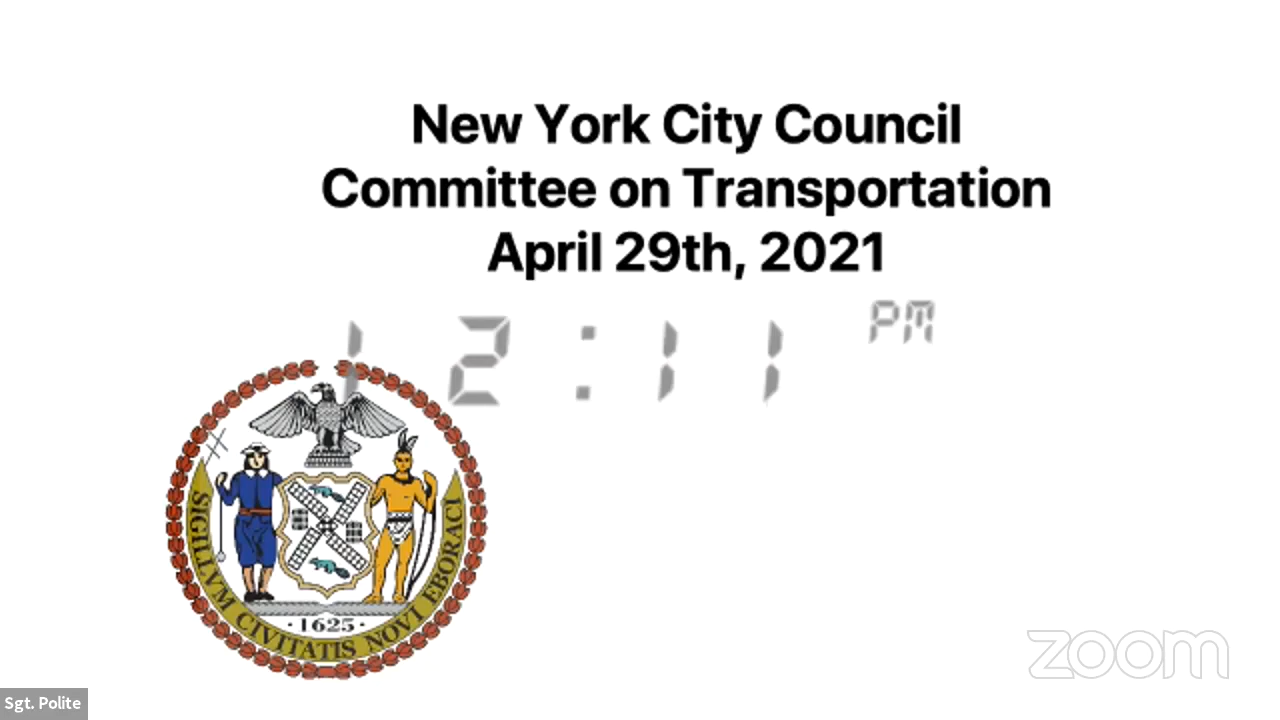 New York City Council
Committee on Transportation
April 29th, 2021
12:11 PM
SIGILLVM CIVITATIS NOVI EBORACI
·1625·
zoom
Sgt. Polite